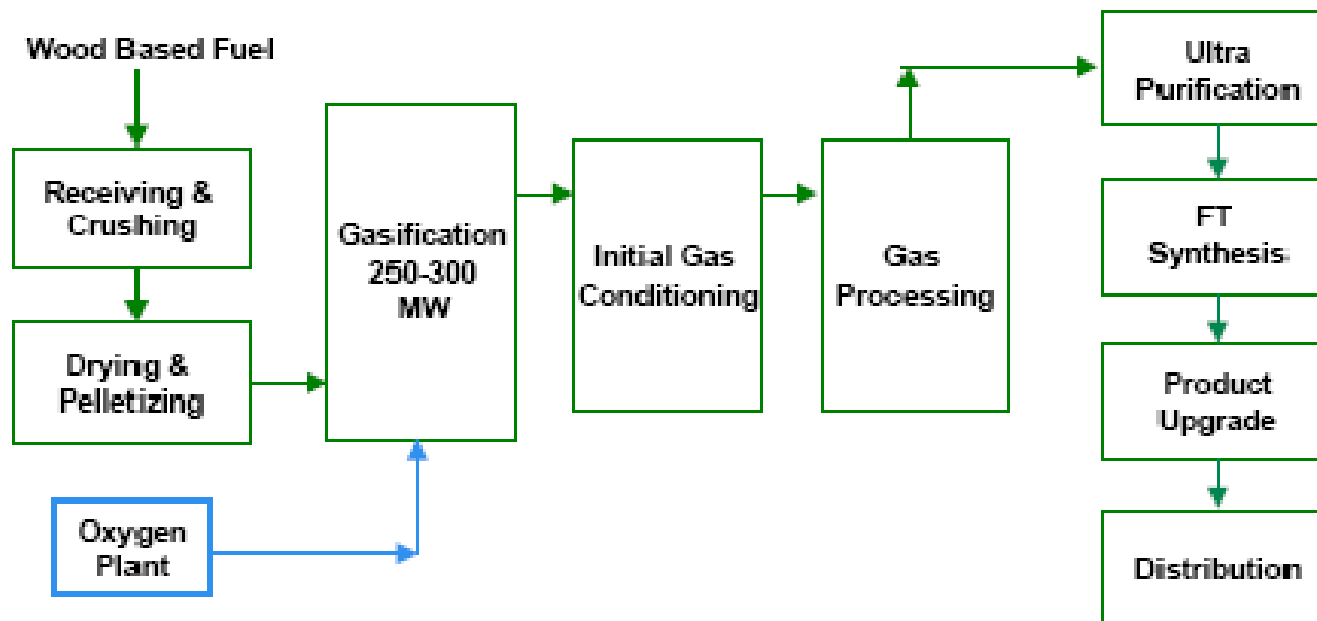 Wood Based Fuel
Receiving &
Crushing
Drying &
Pelletizing
Oxygen
Plant
Gasification
250-300
MW
Initial Gas
Conditioning
Gas
Processing
Ultra
Purification
FT
Synthesis
Product
Upgrade
Distribution